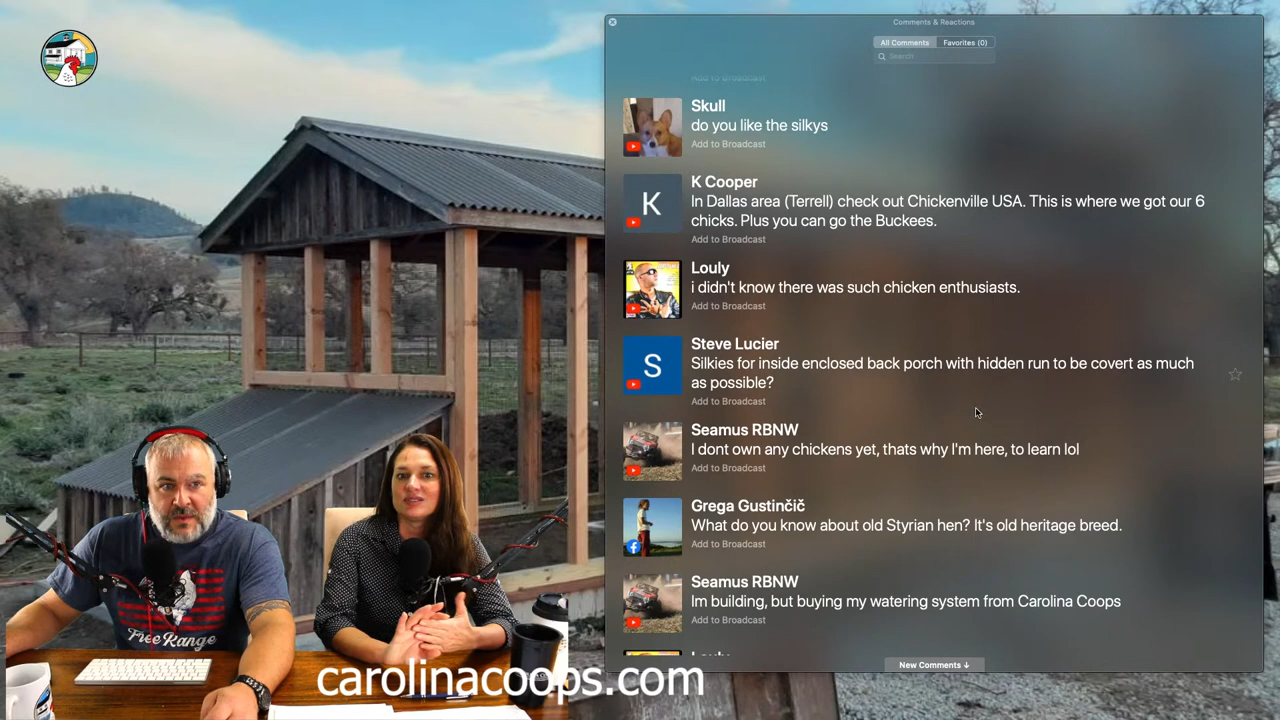 Comments & Reactions
All Comments
Favorites (0)
Search
Add to Broadcast
Skull
do you like the silkys
Add to Broadcast
K
K Cooper
In Dallas area (Terrell) check out Chickenville USA. This is where we got our 6
chicks. Plus you can go the Buckees.
Add to Broadcast
Louly
i didn't know there was such chicken enthusiasts.
Add to Broadcast
S
Steve Lucier
Silkies for inside enclosed back porch with hidden run to be covert as much
as possible?
Add to Broadcast
Seamus RBNW
I dont own any chickens yet, thats why I'm here, to learn lol
Add to Broadcast
Grega Gustinčič
What do you know about old Styrian hen? It's old heritage breed.
Add to Broadcast
Seamus RBNW
Im building, but buying my watering system from Carolina Coops
Add to Broadcast
Louly
New Comments ↓
Free Range
carolinacoops.com